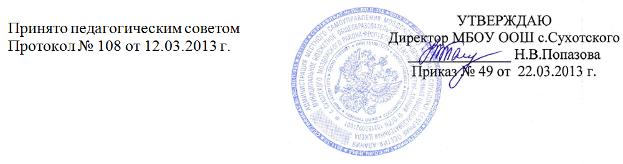 Принято педагогическим советом
Протокол № 108 от 12.03.2013 г.
УТВЕРЖДАЮ
Директор МБОУ ООШ с.Сухотского
Н.В.Попазова
Приказ № 49 от 22.03.2013 г.